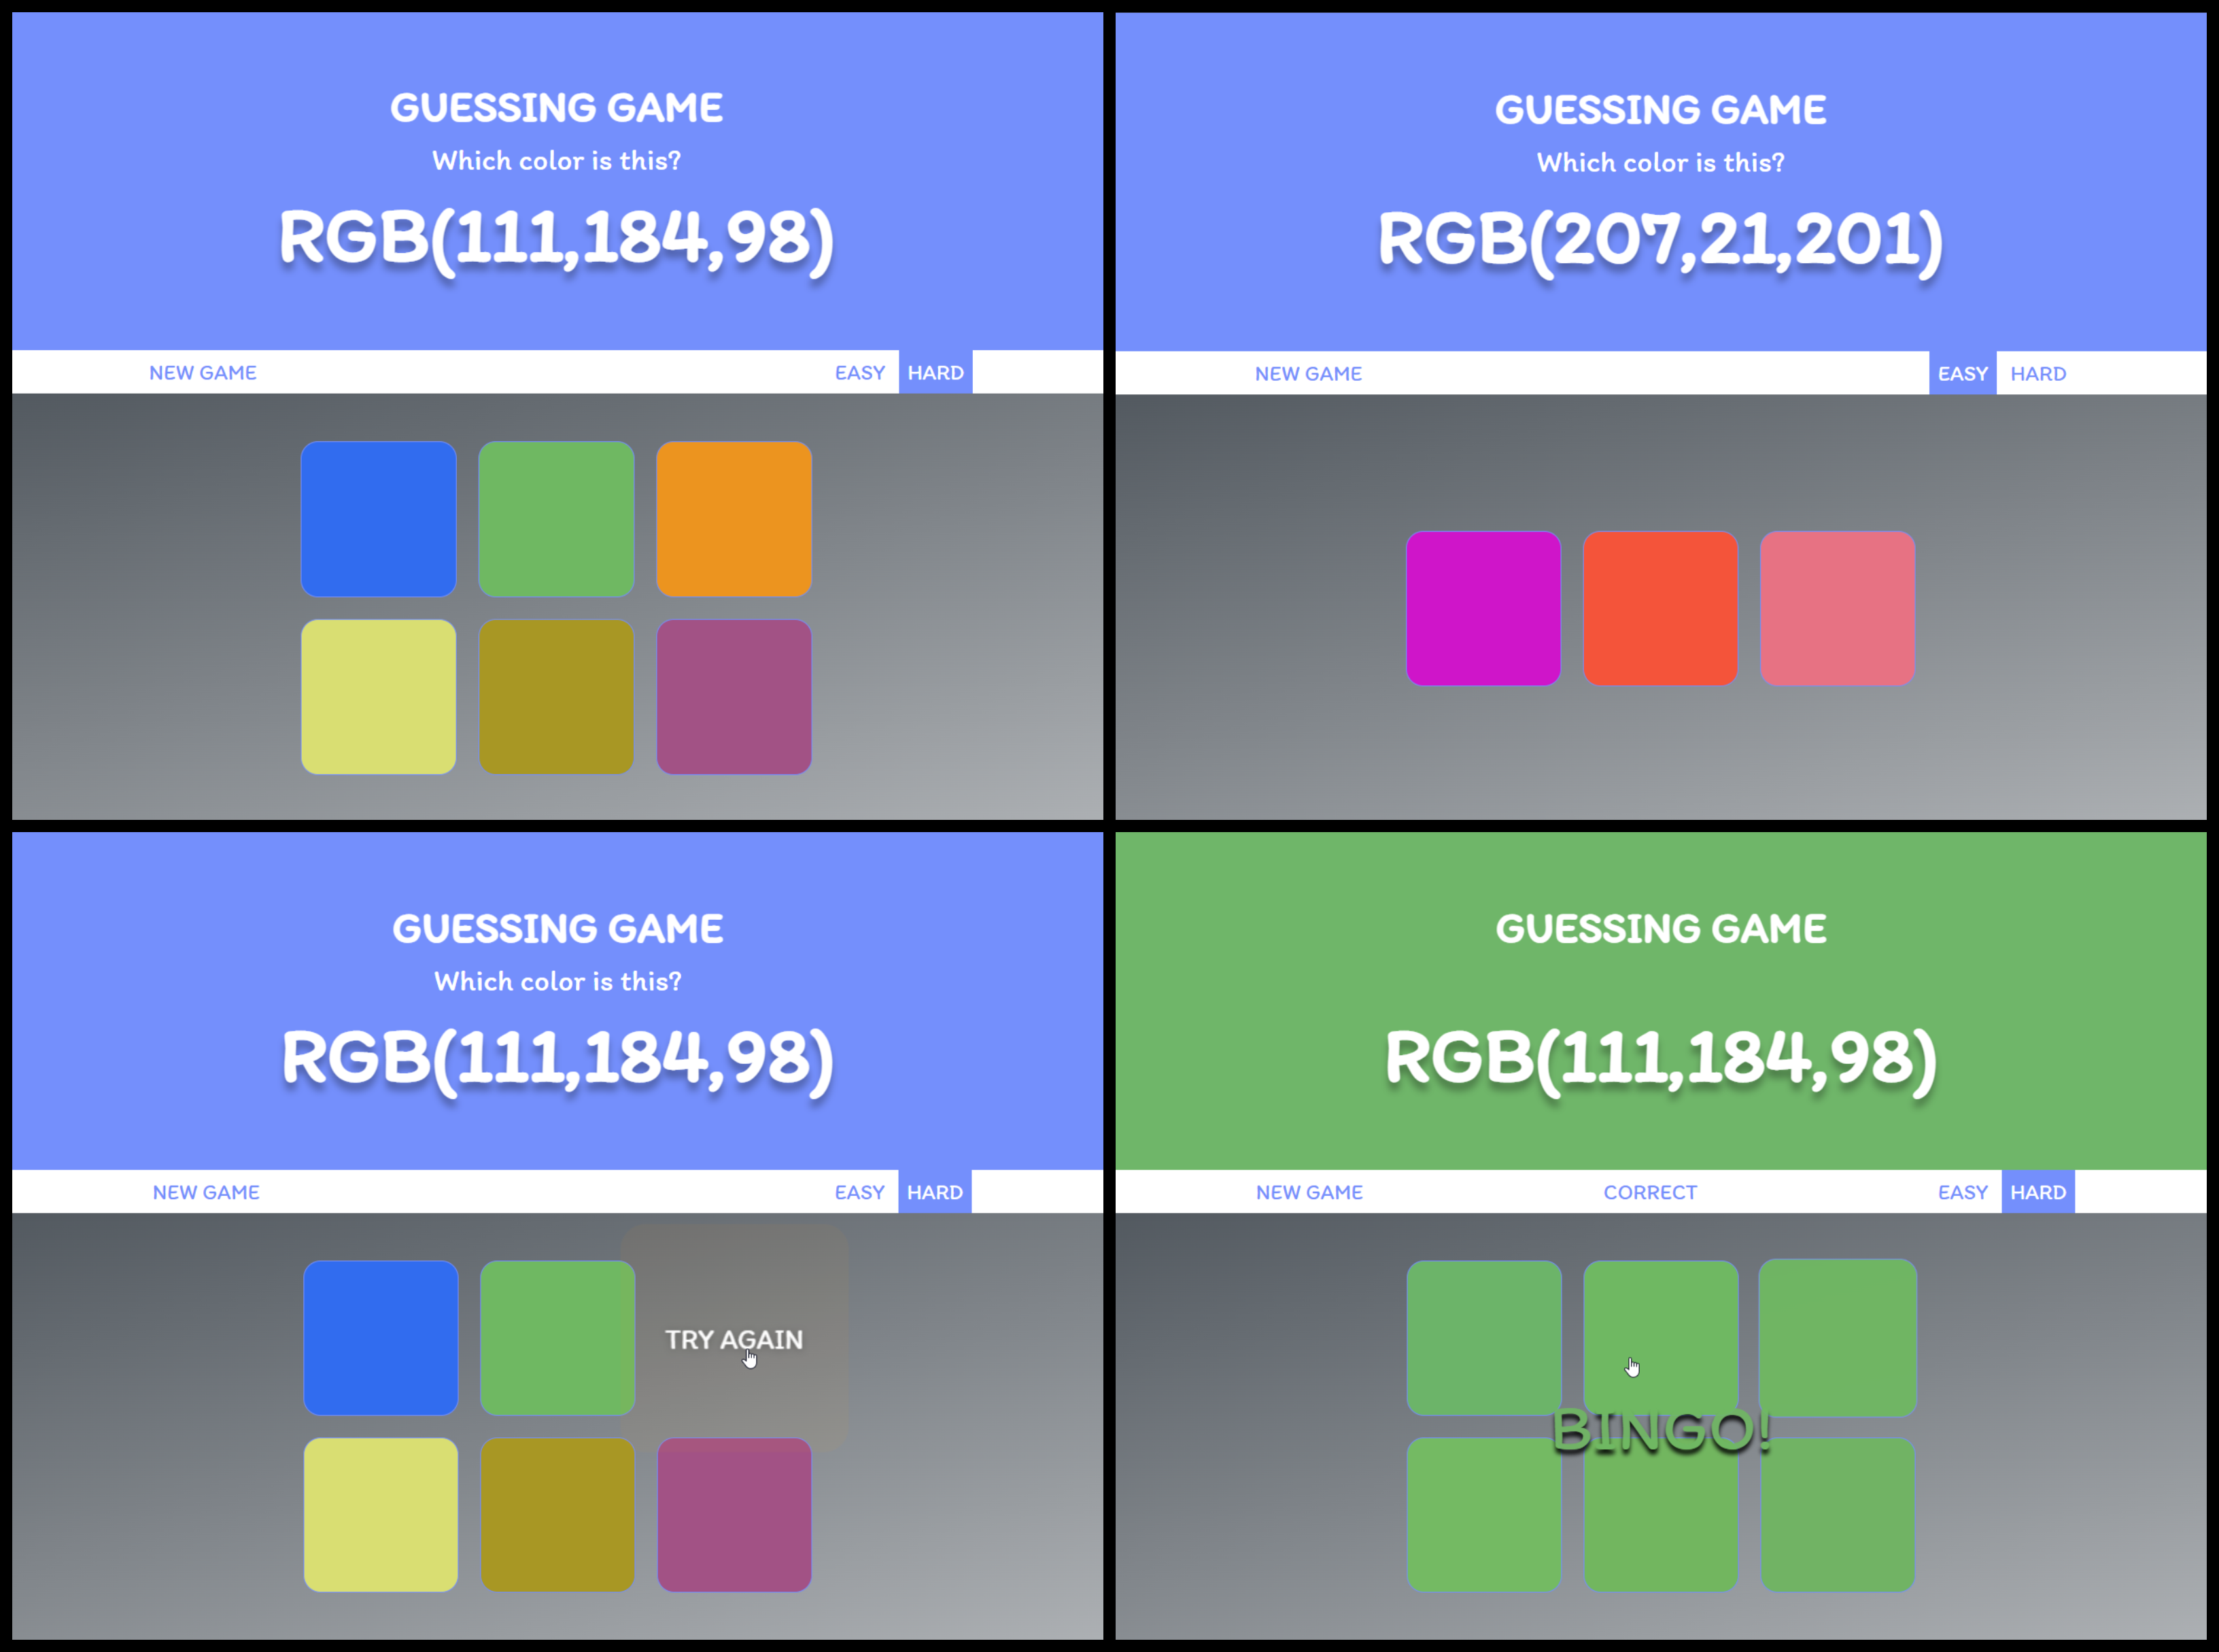 GUESSING GAME
Which color is this?
RGB(111,184,98)
NEW GAME EASY HARD
GUESSING GAME
Which color is this?
RGB(207,21,201)
NEW GAME EASY HARD
GUESSING GAME
Which color is this?
RGB(111,184,98)
NEW GAME EASY HARD
TRY AGAIN
GUESSING GAME
RGB(111,184,98)
NEW GAME CORRECT EASY HARD
BINGO!